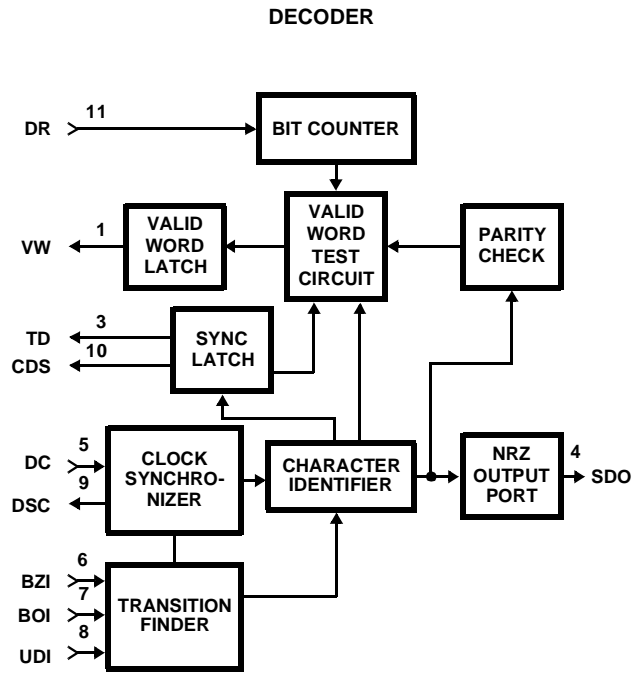 DECODER
11
DR
BIT COUNTER
1
VW
VALID
WORD
LATCH
VALID
WORD
TEST
CIRCUIT
PARITY
CHECK
3
TD
10
CDS
SYNC
LATCH
5
DC
9
DSC
CLOCK
SYNCHRO-
NIZER
CHARACTER
IDENTIFIER
NRZ
OUTPUT
PORT
4
SDO
6
BZI
7
BOI
8
UDI
TRANSITION
FINDER